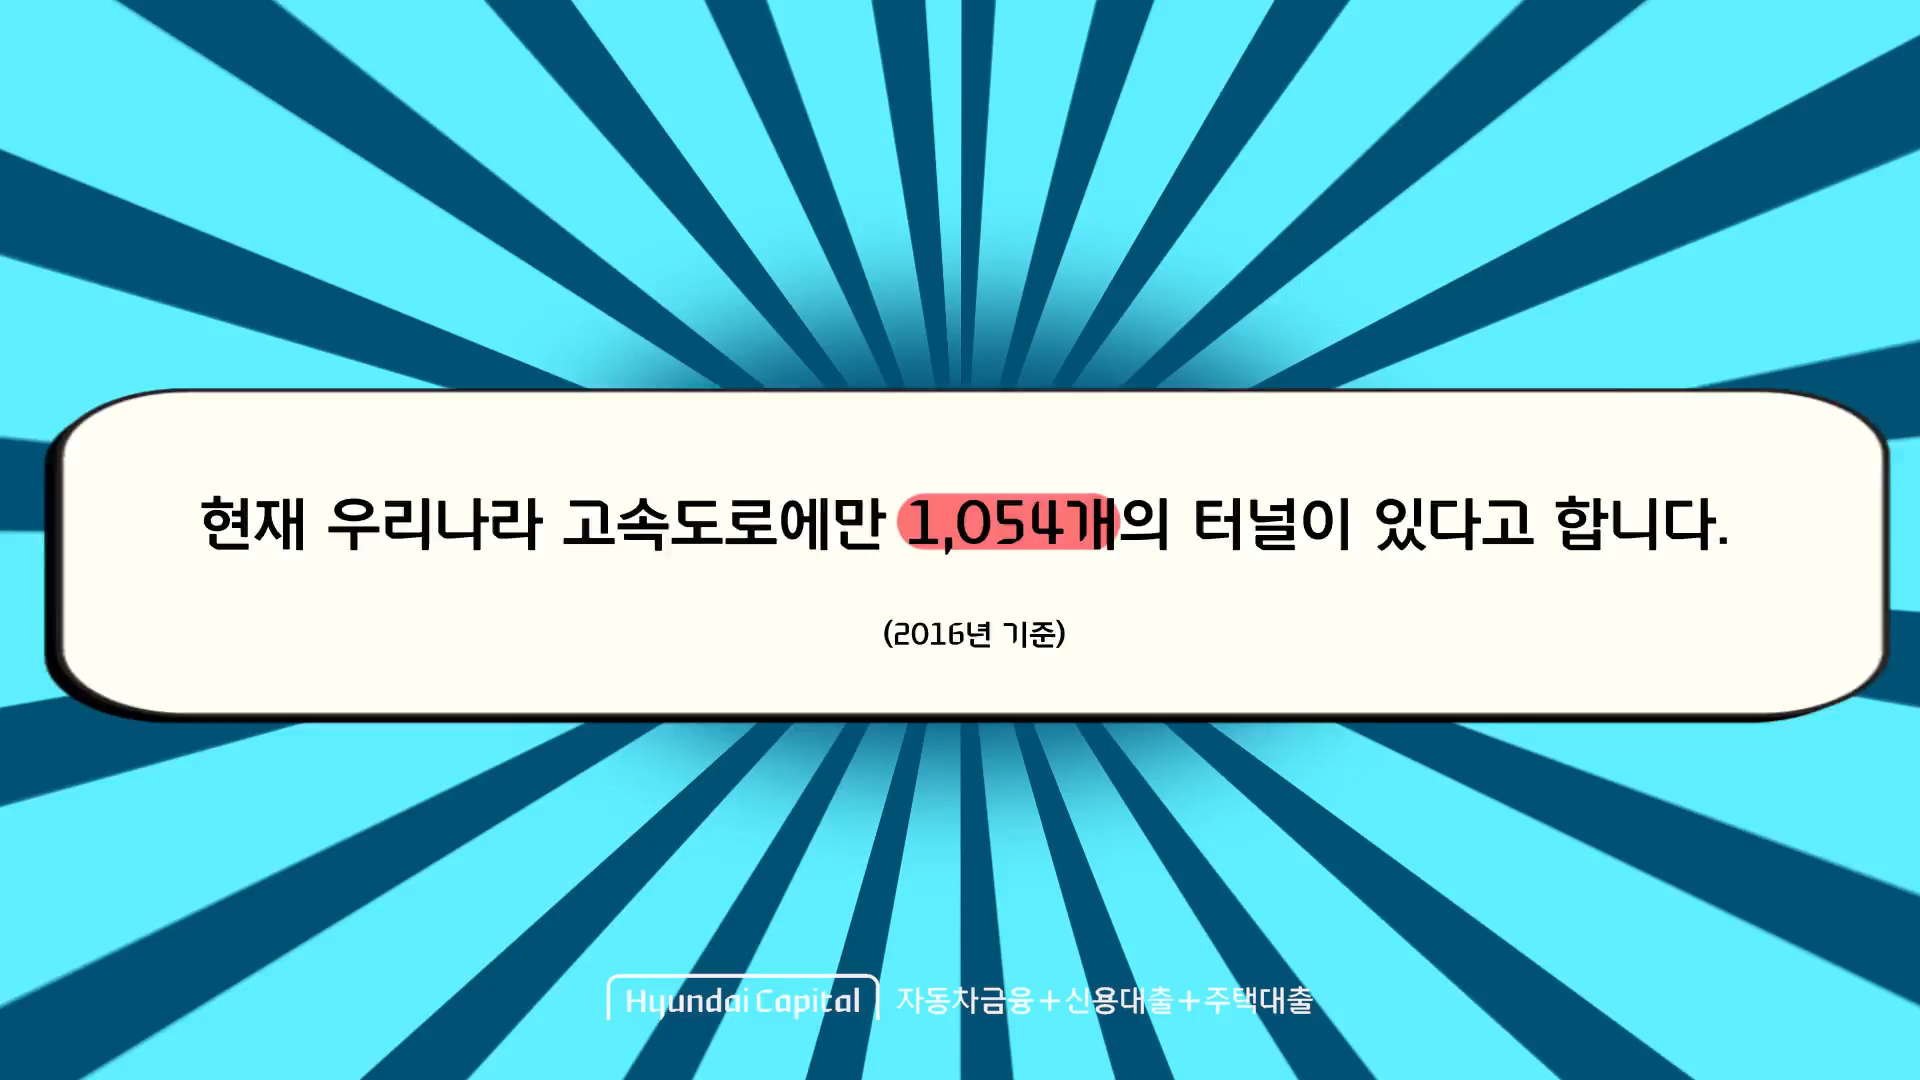 현재 우리나라 고속도로에만 1,054개의 터널이 있다고 합니다.
(2016년 기준)
Hyundai Capital 자동차금융+신용대출+주택대출